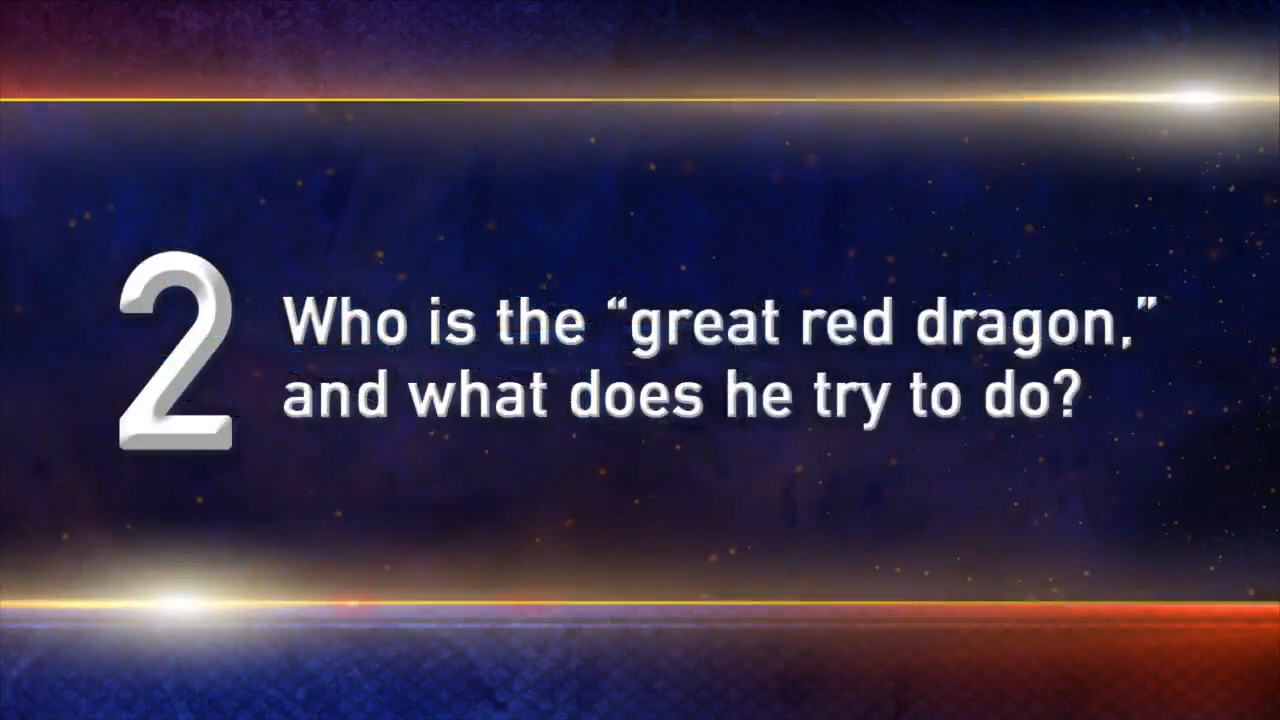 2
Who is the “great red dragon,”
and what does he try to do?